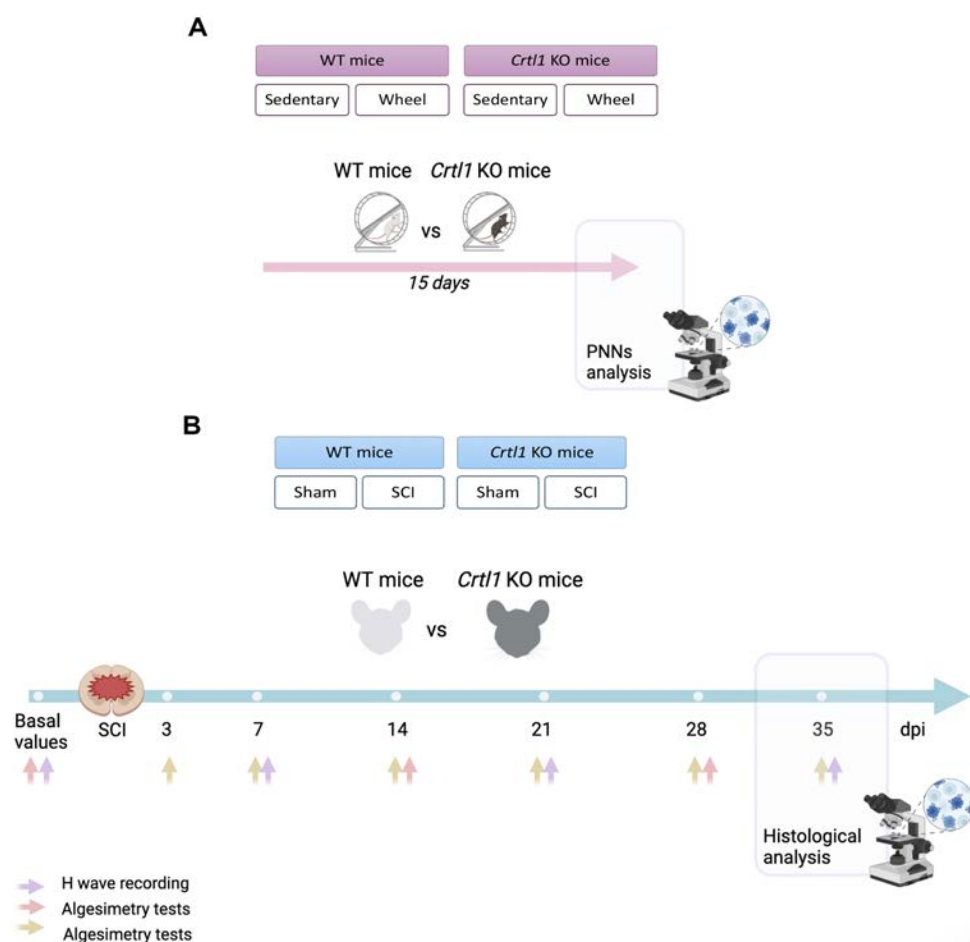 A
WT mice
Crtl1 KO mice
Sedentary
Wheel
Sedentary
Wheel
WT mice
Crtl1 KO mice
vs
15 days
PNNs
analysis
B
WT mice
Crtl1 KO mice
Sham
SCI
Sham
SCI
WT mice
Crtl1 KO mice
vs
Basal
values
SCI
3
7
14
21
28
35
dpi
Histological
analysis
H wave recording
Algesimetry tests
Algesimetry tests